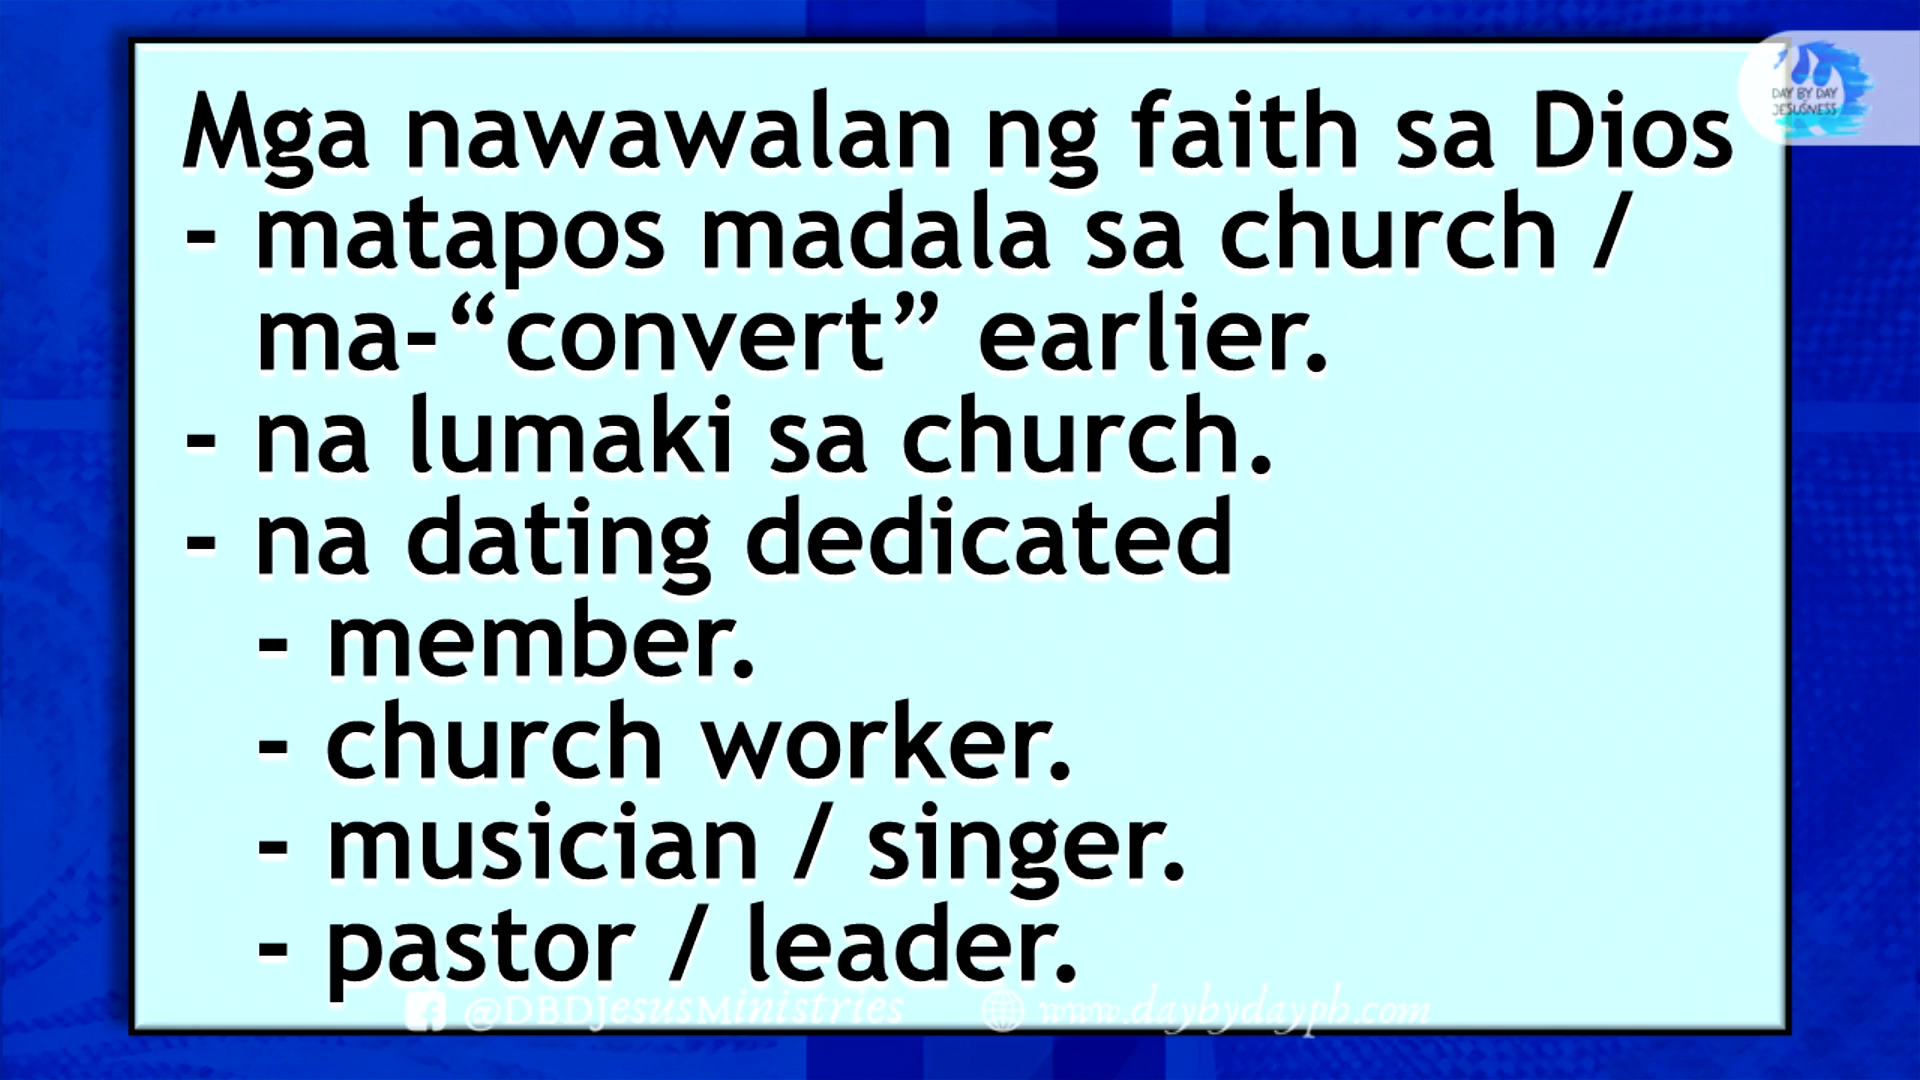 Mga nawawalan ng faith sa Dios
- matapos madala sa church /
ma-“convert” earlier.
- na lumaki sa church.
- na dating dedicated
- member.
- church worker.
- musician / singer.
- pastor / leader.
DAY BY DAY
JESUSNESS
@DBDJesusMinistries
www.daybydayph.com